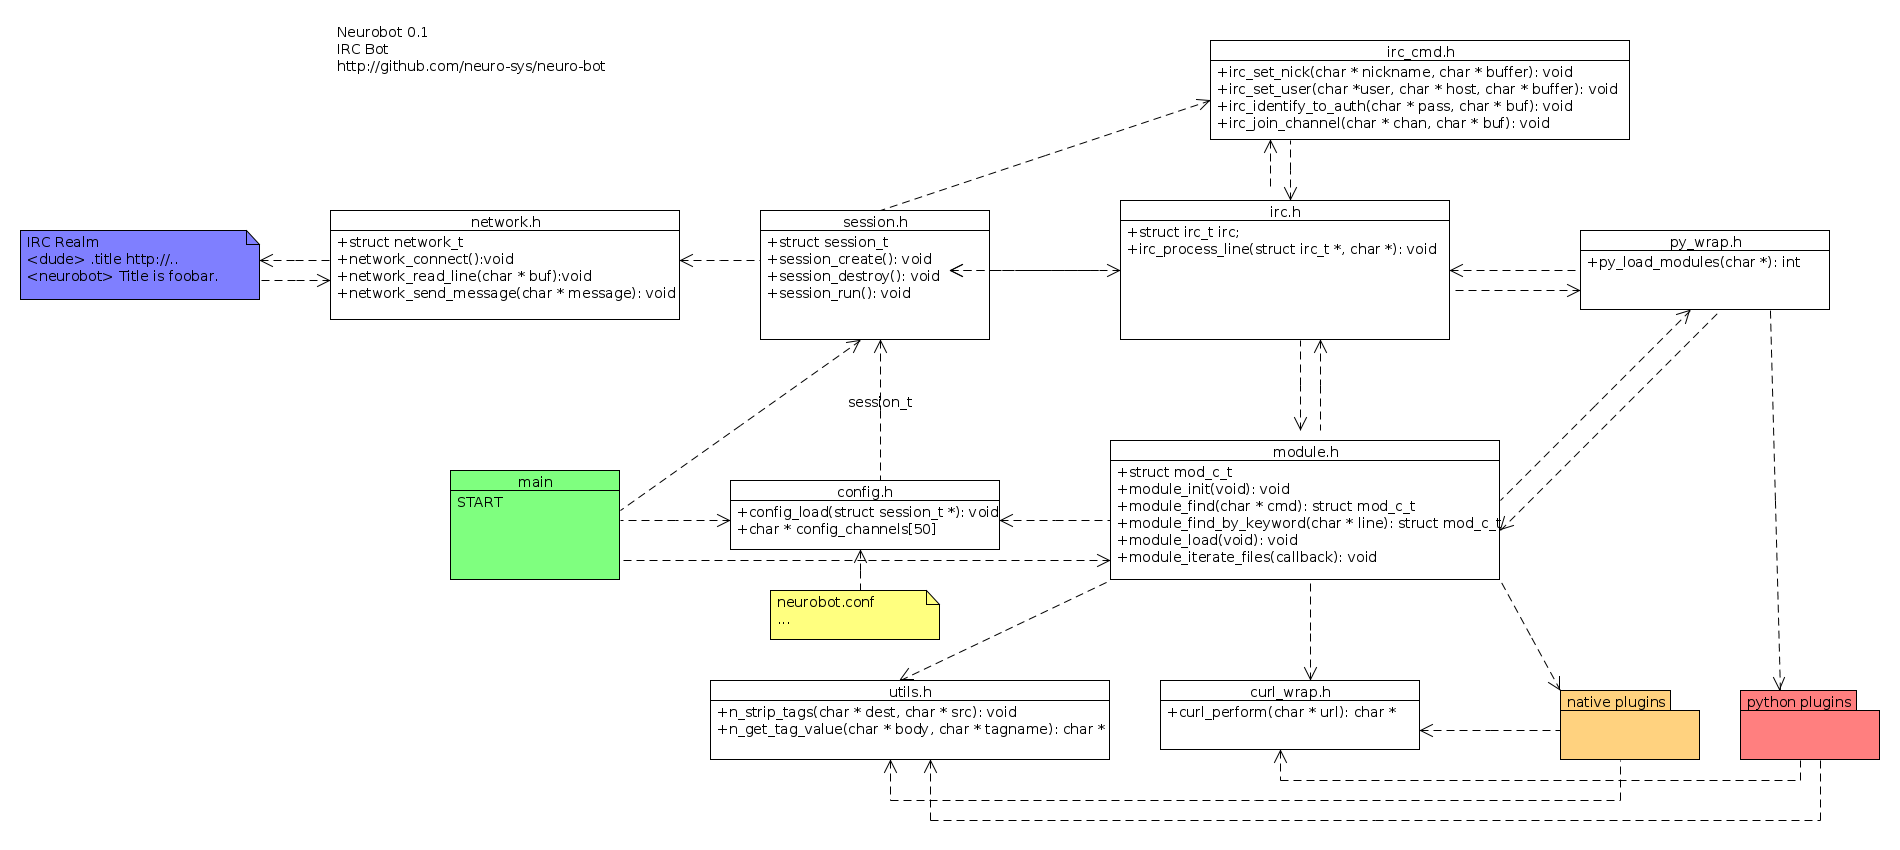 Neurobot 0.1
IRC Bot
http://github.com/neuro-sys/neuro-bot
irc_cmd.h
+irc_set_nick(char * nickname, char * buffer): void
+irc_set_user(char *user, char * host, char * buffer): void
+irc_identify_to_auth(char * pass, char * buf): void
+irc_join_channel(char * chan, char * buf): void
IRC Realm
<dude> .title http://..
<neurobot> Title is foobar.
network.h
+struct network_t
+network_connect():void
+network_read_line(char * buf):void
+network_send_message(char * message): void
session.h
+struct session_t
+session_create(): void
+session_destroy(): void
+session_run(): void
irc.h
+struct irc_t irc;
+irc_process_line(struct irc_t *, char *): void
py_wrap.h
+py_load_modules(char *): int
session_t
main
START
config.h
+config_load(struct session_t *): void
+char * config_channels[50]
module.h
+struct mod_c_t
+module_init(void): void
+module_find(char * cmd): struct mod_c_t
+module_find_by_keyword(char * line): struct mod_c_t
+module_load(void): void
+module_iterate_files(callback): void
neurobot.conf
...
utils.h
+n_strip_tags(char * dest, char * src): void
+n_get_tag_value(char * body, char * tagname): char *
curl_wrap.h
+curl_perform(char * url): char *
native plugins
python plugins